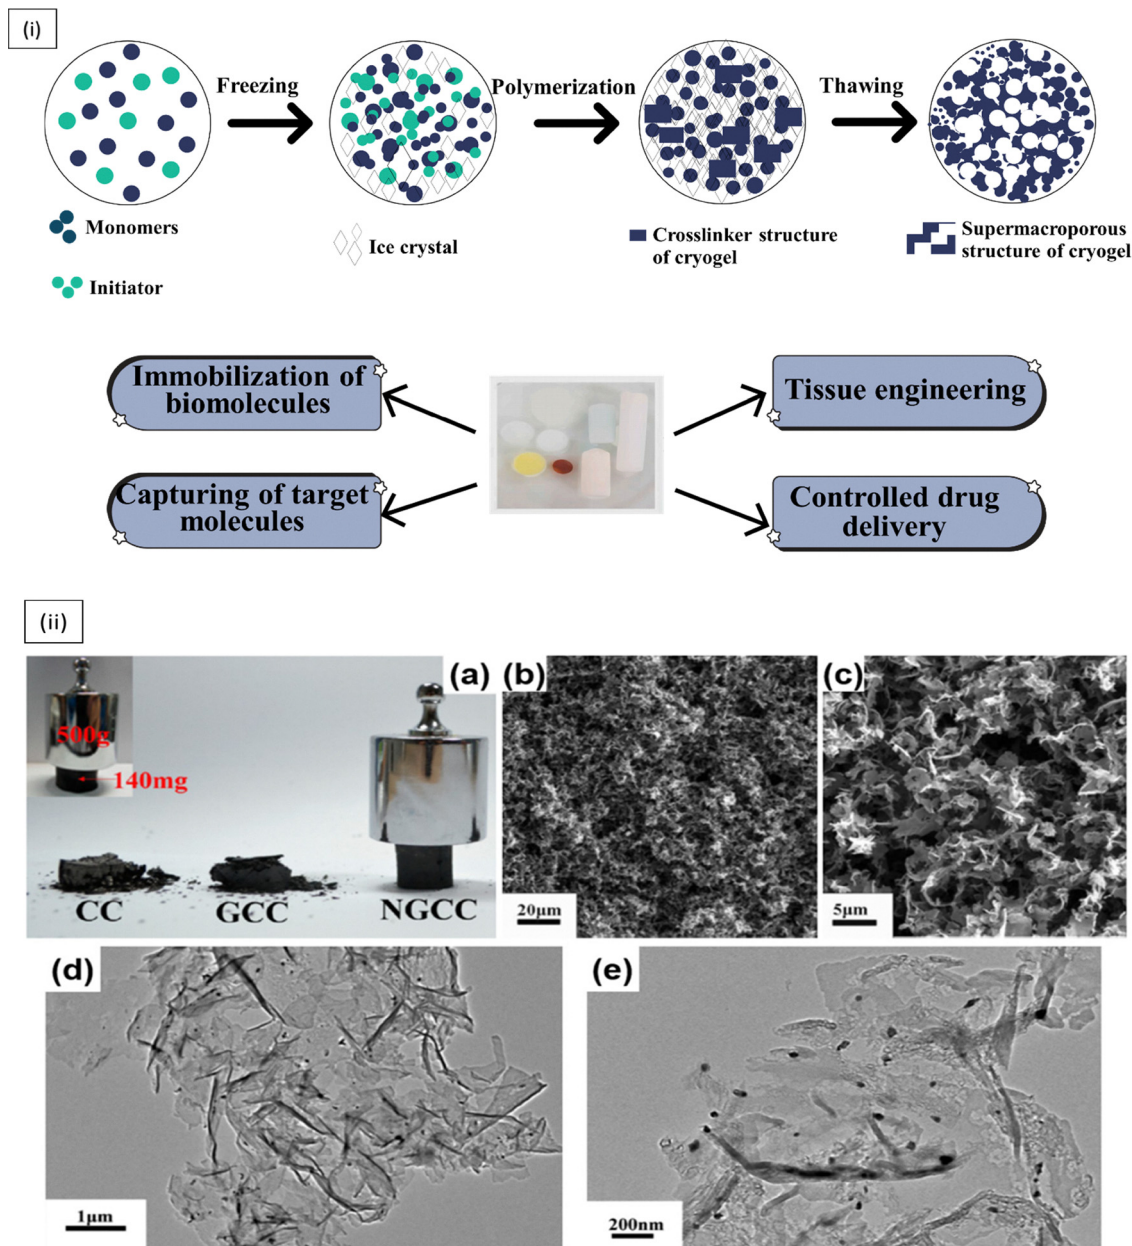 (i)
Freezing
Polymerization
Thawing
Monomers
Initiator
Ice crystal
Crosslinker structure
of cryogel
Supermacroporous
structure of cryogel
Immobilization of
biomolecules
Tissue engineering
Capturing of target
molecules
Controlled drug
delivery
(ii)
(a)
500g
140mg
CC
GCC
NGCC
(b)
20μm
(c)
5μm
(d)
1μm
(e)
200nm